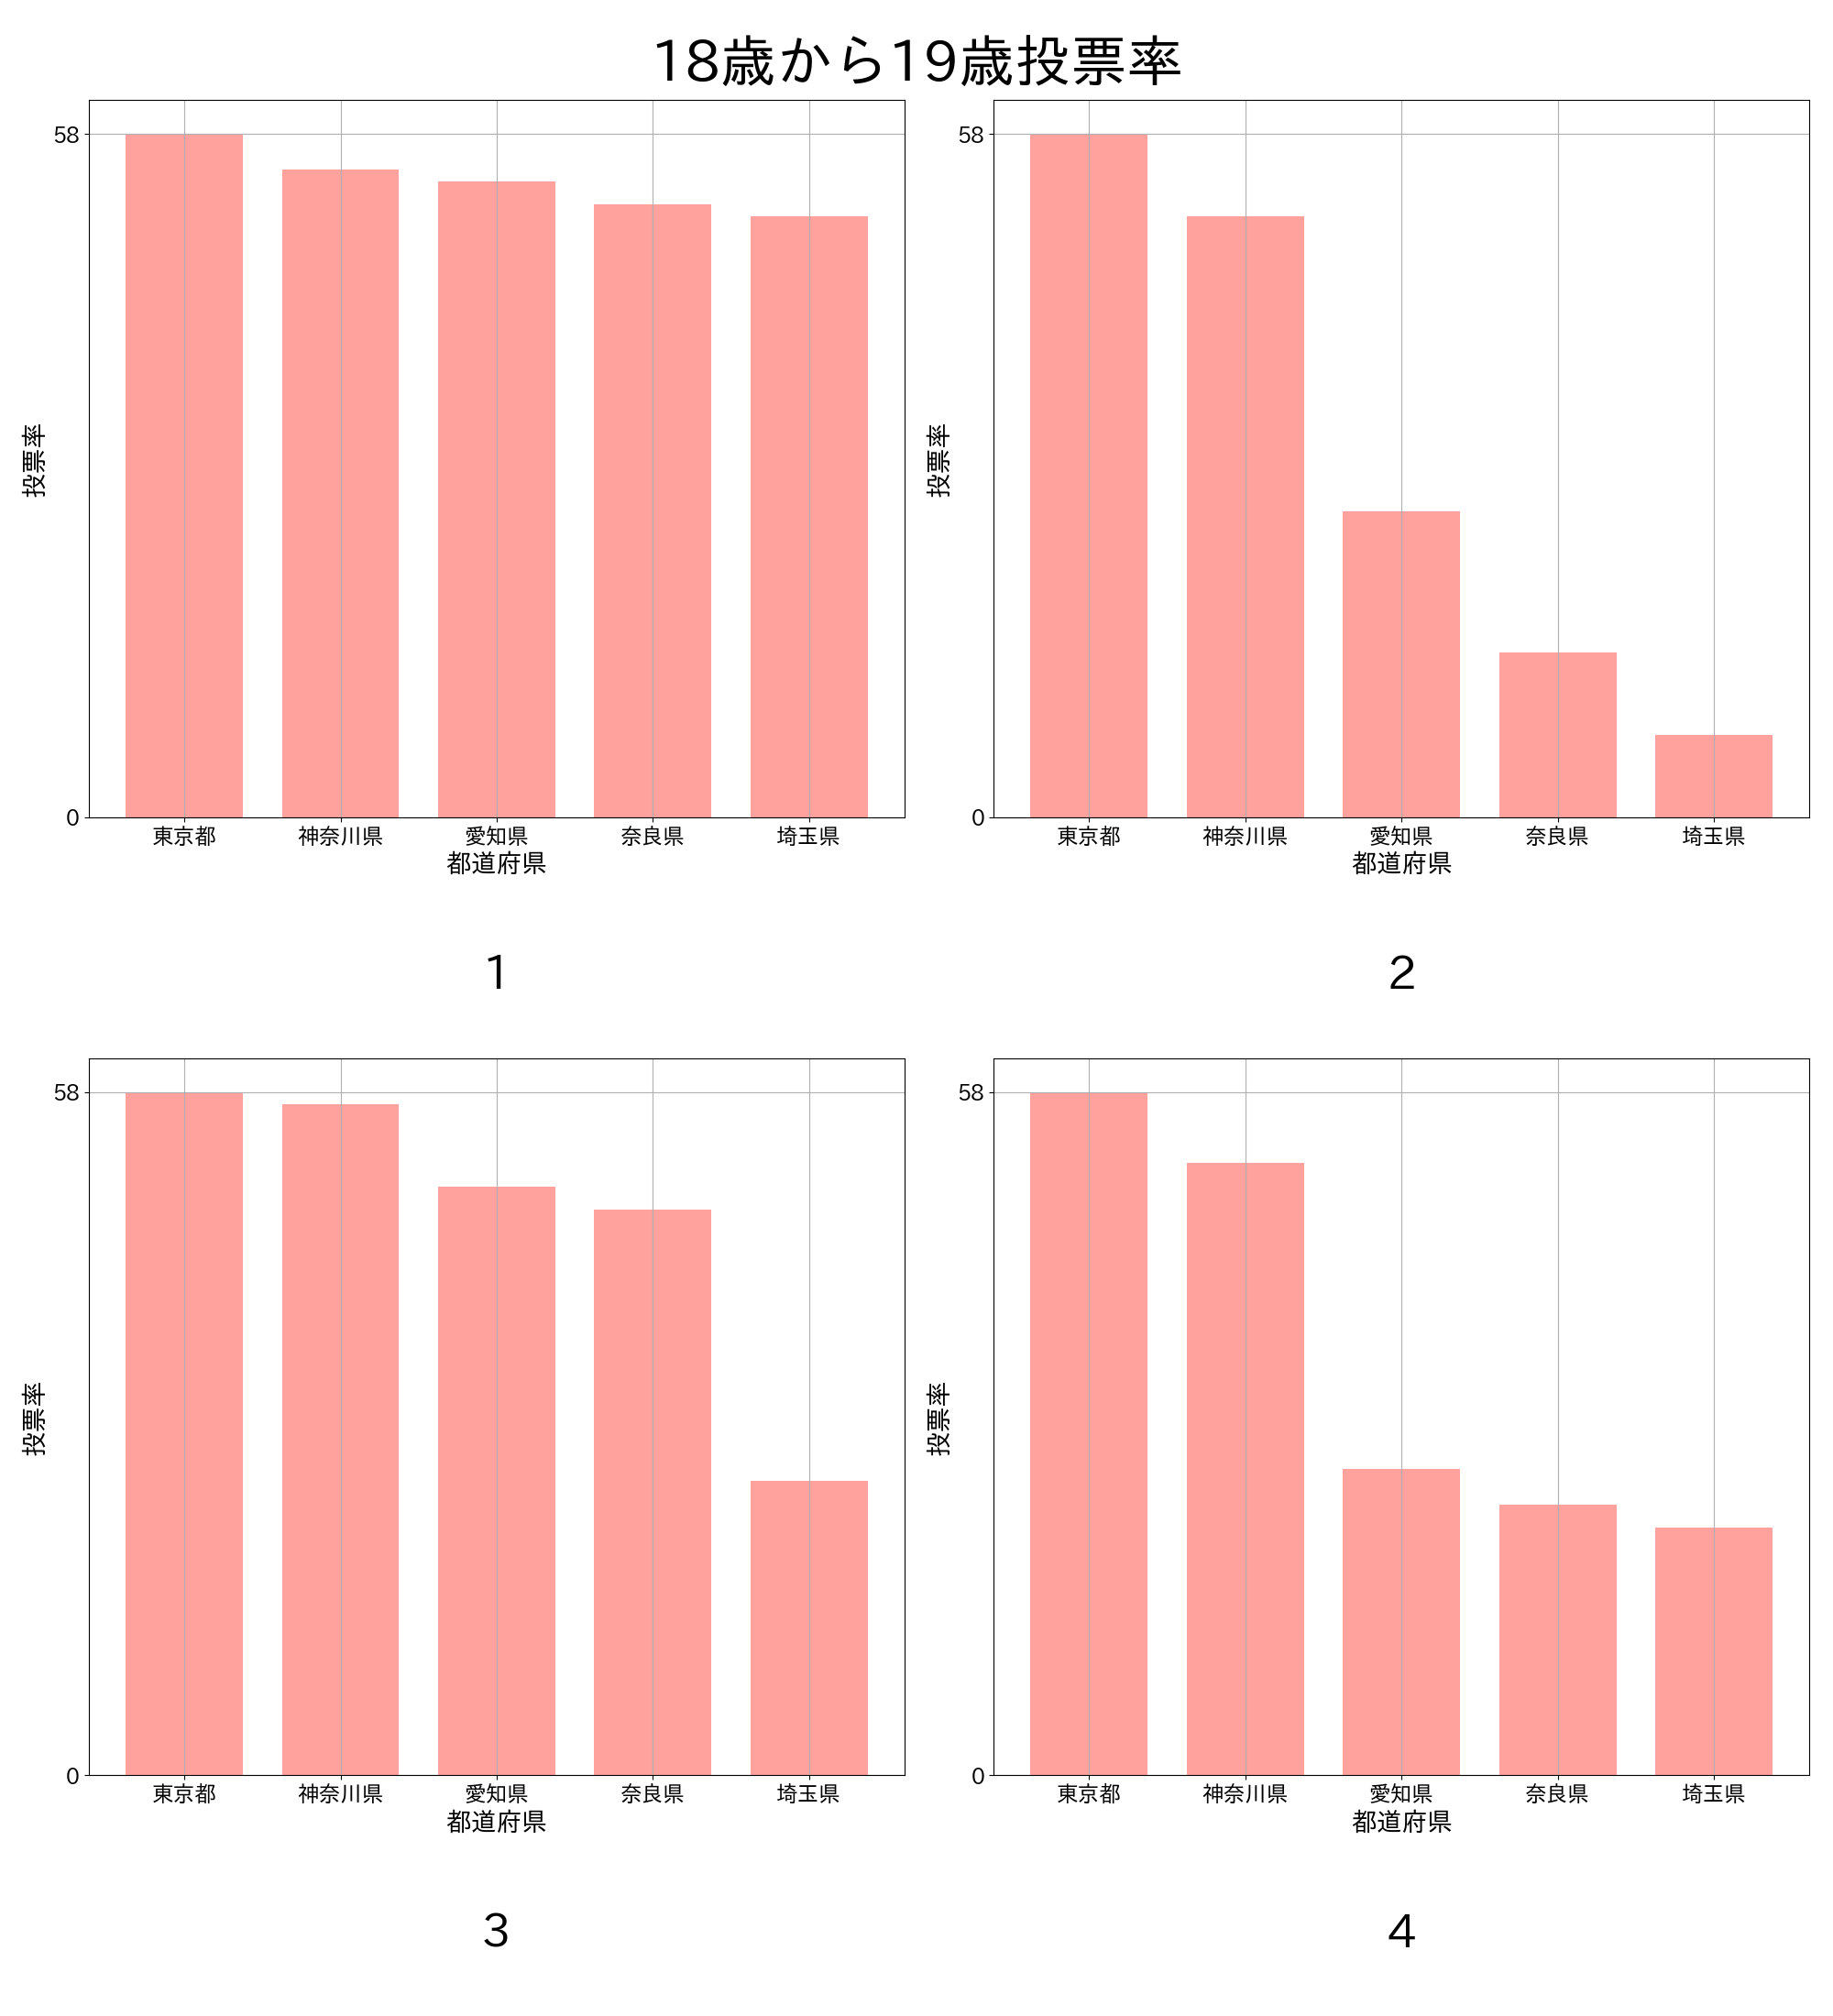 18歳から19歳投票率
58
0
投票率
東京都 神奈川県 愛知県 奈良県 埼玉県
都道府県
1
58
0
投票率
東京都 神奈川県 愛知県 奈良県 埼玉県
都道府県
2
58
0
投票率
東京都 神奈川県 愛知県 奈良県 埼玉県
都道府県
3
58
0
投票率
東京都 神奈川県 愛知県 奈良県 埼玉県
都道府県
4